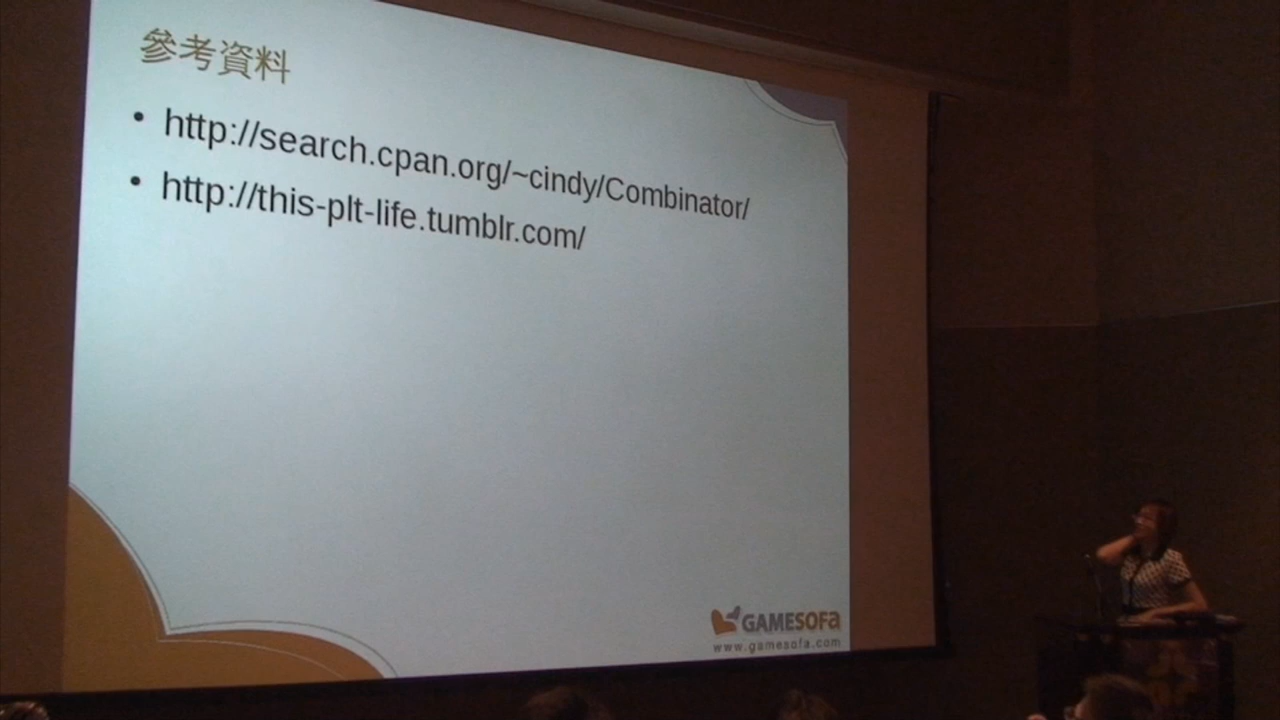 參考資料
• http://search.cpan.org/~cindy/Combinator/
• http://this-plt-life.tumblr.com/
GAMESOFA
www.gamesofa.com